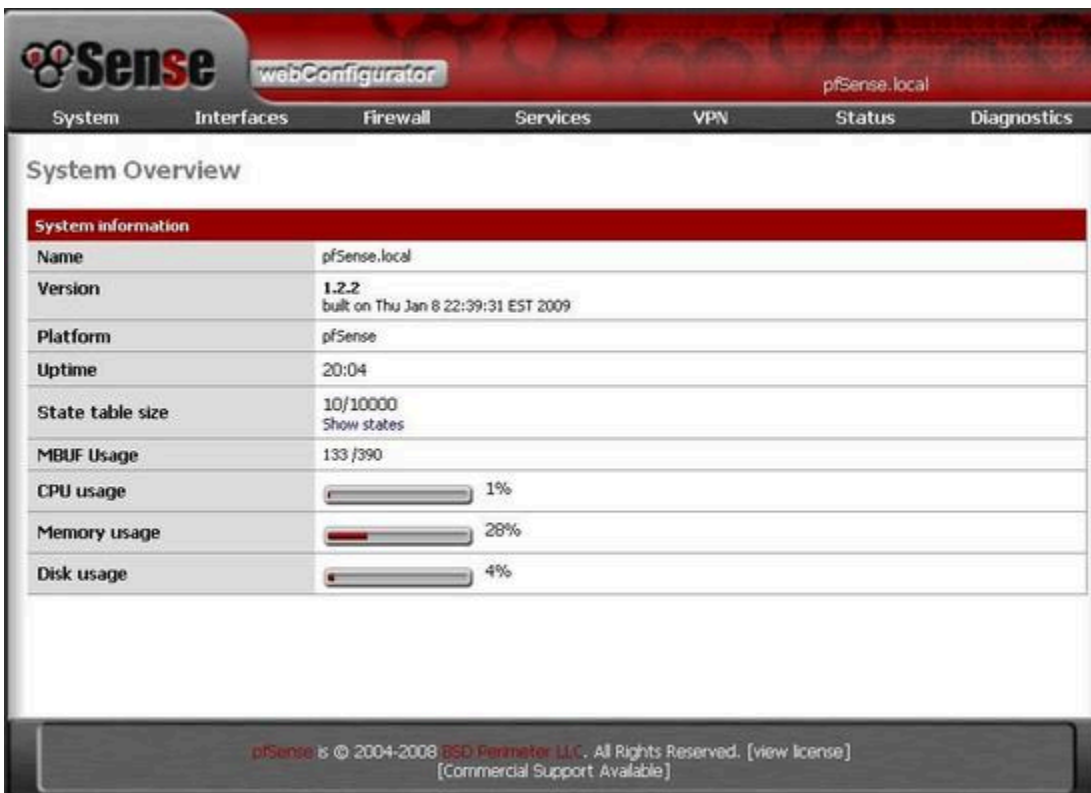 pfSense
webConfigurator
pfSense.local
System Interfaces Firewall Services VPN Status Diagnostics
System Overview
System information
Name pfSense.local
Version 1.2.2
built on Thu Jan 8 22:39:31 EST 2009
Platform pfSense
Uptime 20:04
State table size 10/10000
Show states
MBUF Usage 133 /390
CPU usage 1%
Memory usage 28%
Disk usage 4%
pfSense is © 2004-2008 BSD Perimeter LLC. All Rights Reserved. [view license]
[Commercial Support Available]